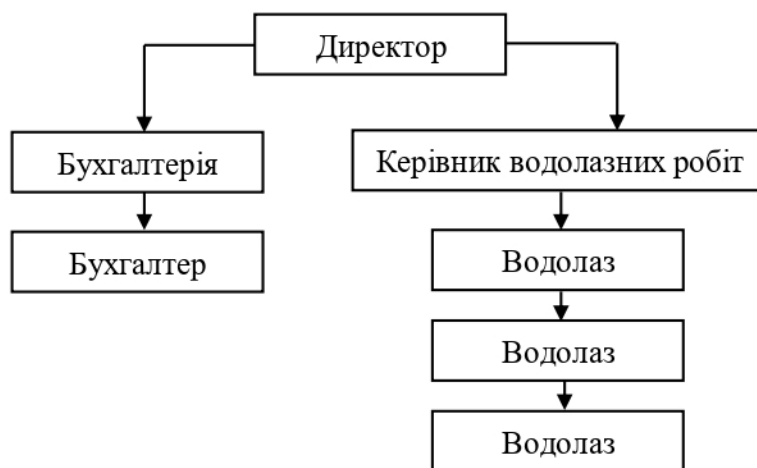 Директор
Бухгалтерія
Керівник водолазних робіт
Бухгалтер
Водолаз
Водолаз
Водолаз